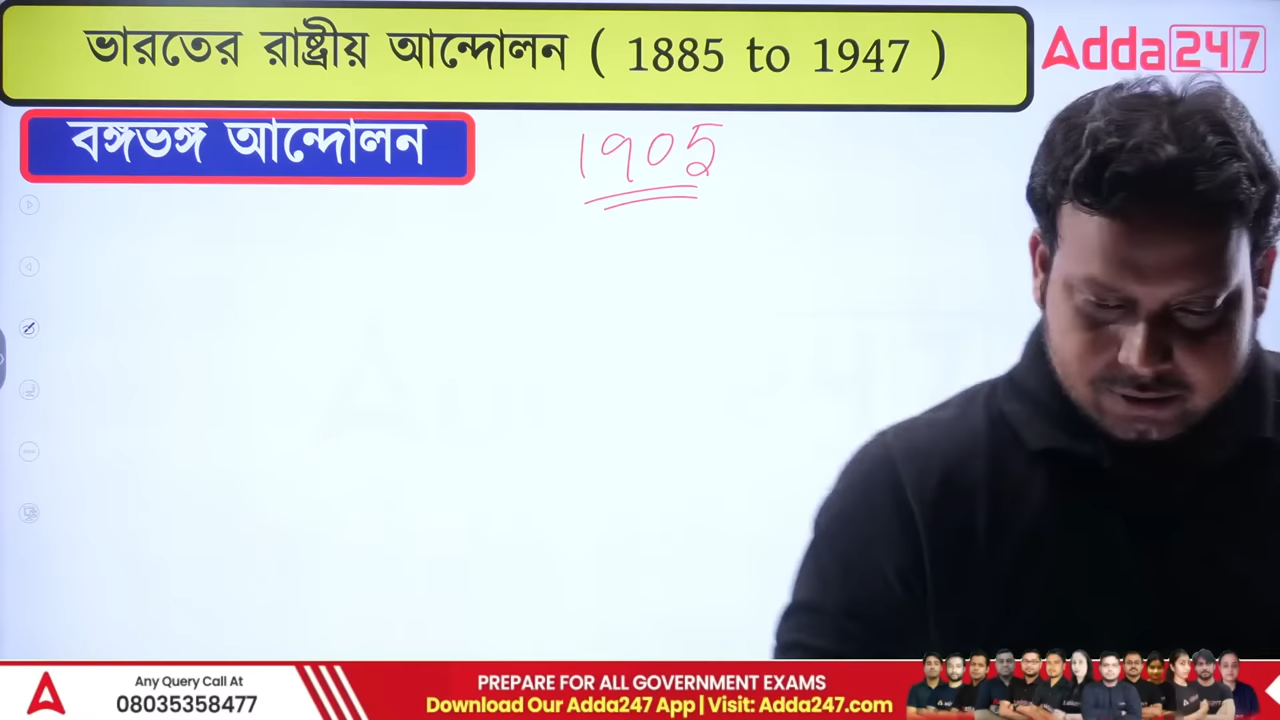 ভারতের রাষ্ট্রীয় আন্দোলন ( 1885 to 1947 )
Adda247
বঙ্গভঙ্গ আন্দোলন
1905
Any Query Call At
08035358477
PREPARE FOR ALL GOVERNMENT EXAMS
Download Our Adda247 App | Visit: Adda247.com